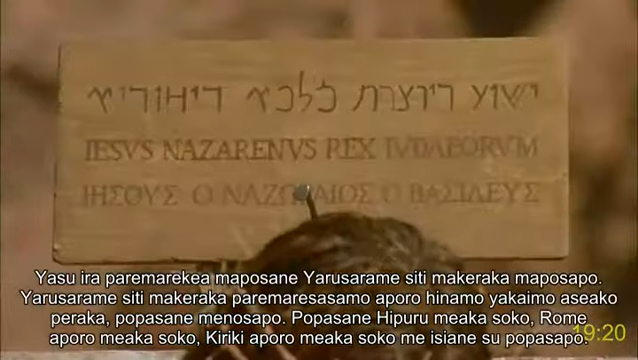 ישוע דיהודיא
IESVS NAZARENVS REX IVDAEORVM
ΙΗΣΟΥΣ Ο ΝΑΖΩΡΑΙΟΣ Ο ΒΑΣΙΛΕΥΣ
Yasu ira paremarekea maposane Yarusarame siti makeraka maposapo.
Yarusarame siti makeraka paremaresasamo aporo hinamo yakaimo aseako
peraka, popasane menosapo. Popasane Hipuru meaka soko, Rome
aporo meaka soko, Kiriki aporo meaka soko me isiane su popasapo.
19:20